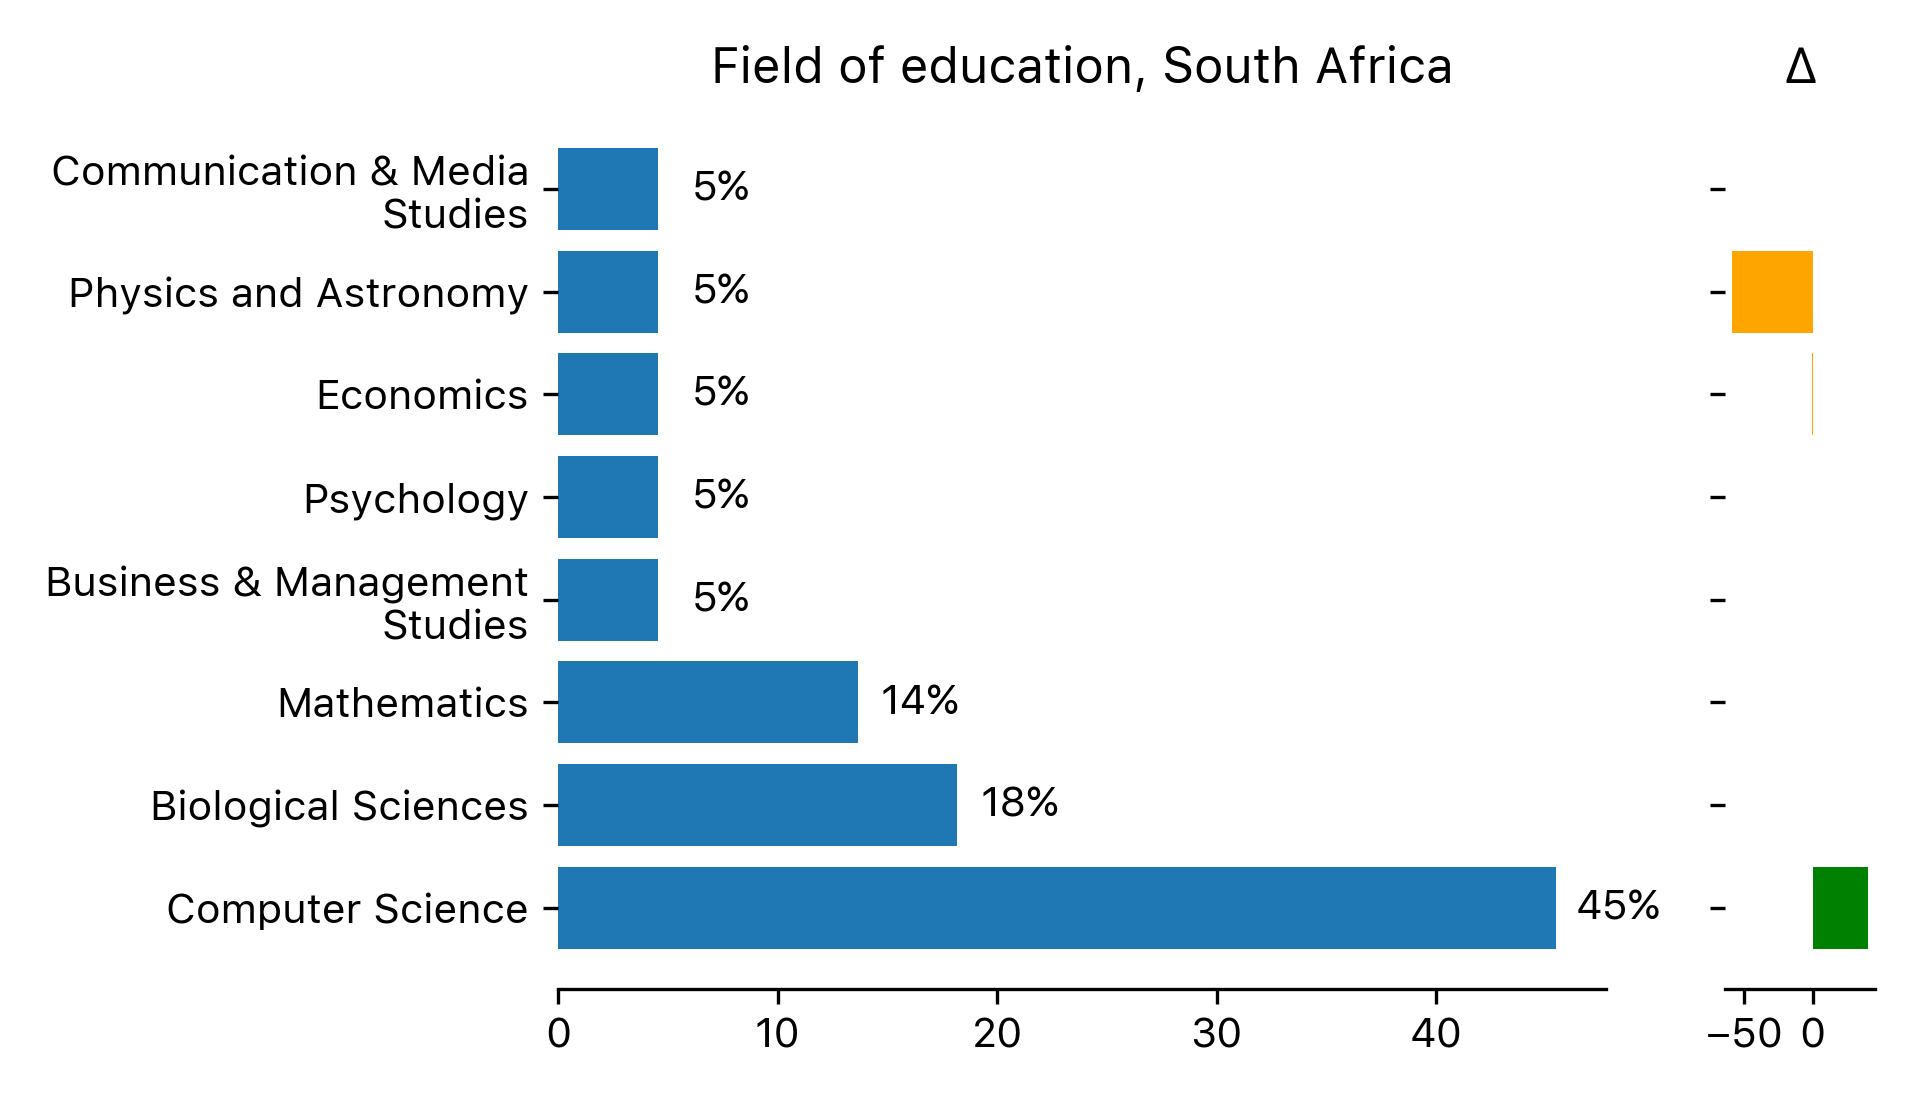 Field of education, South Africa
Δ
Communication & Media
Studies
5%
Physics and Astronomy
5%
Economics
5%
Psychology
5%
Business & Management
Studies
5%
Mathematics
14%
Biological Sciences
18%
Computer Science
45%
0 10 20 30 40
−50 0